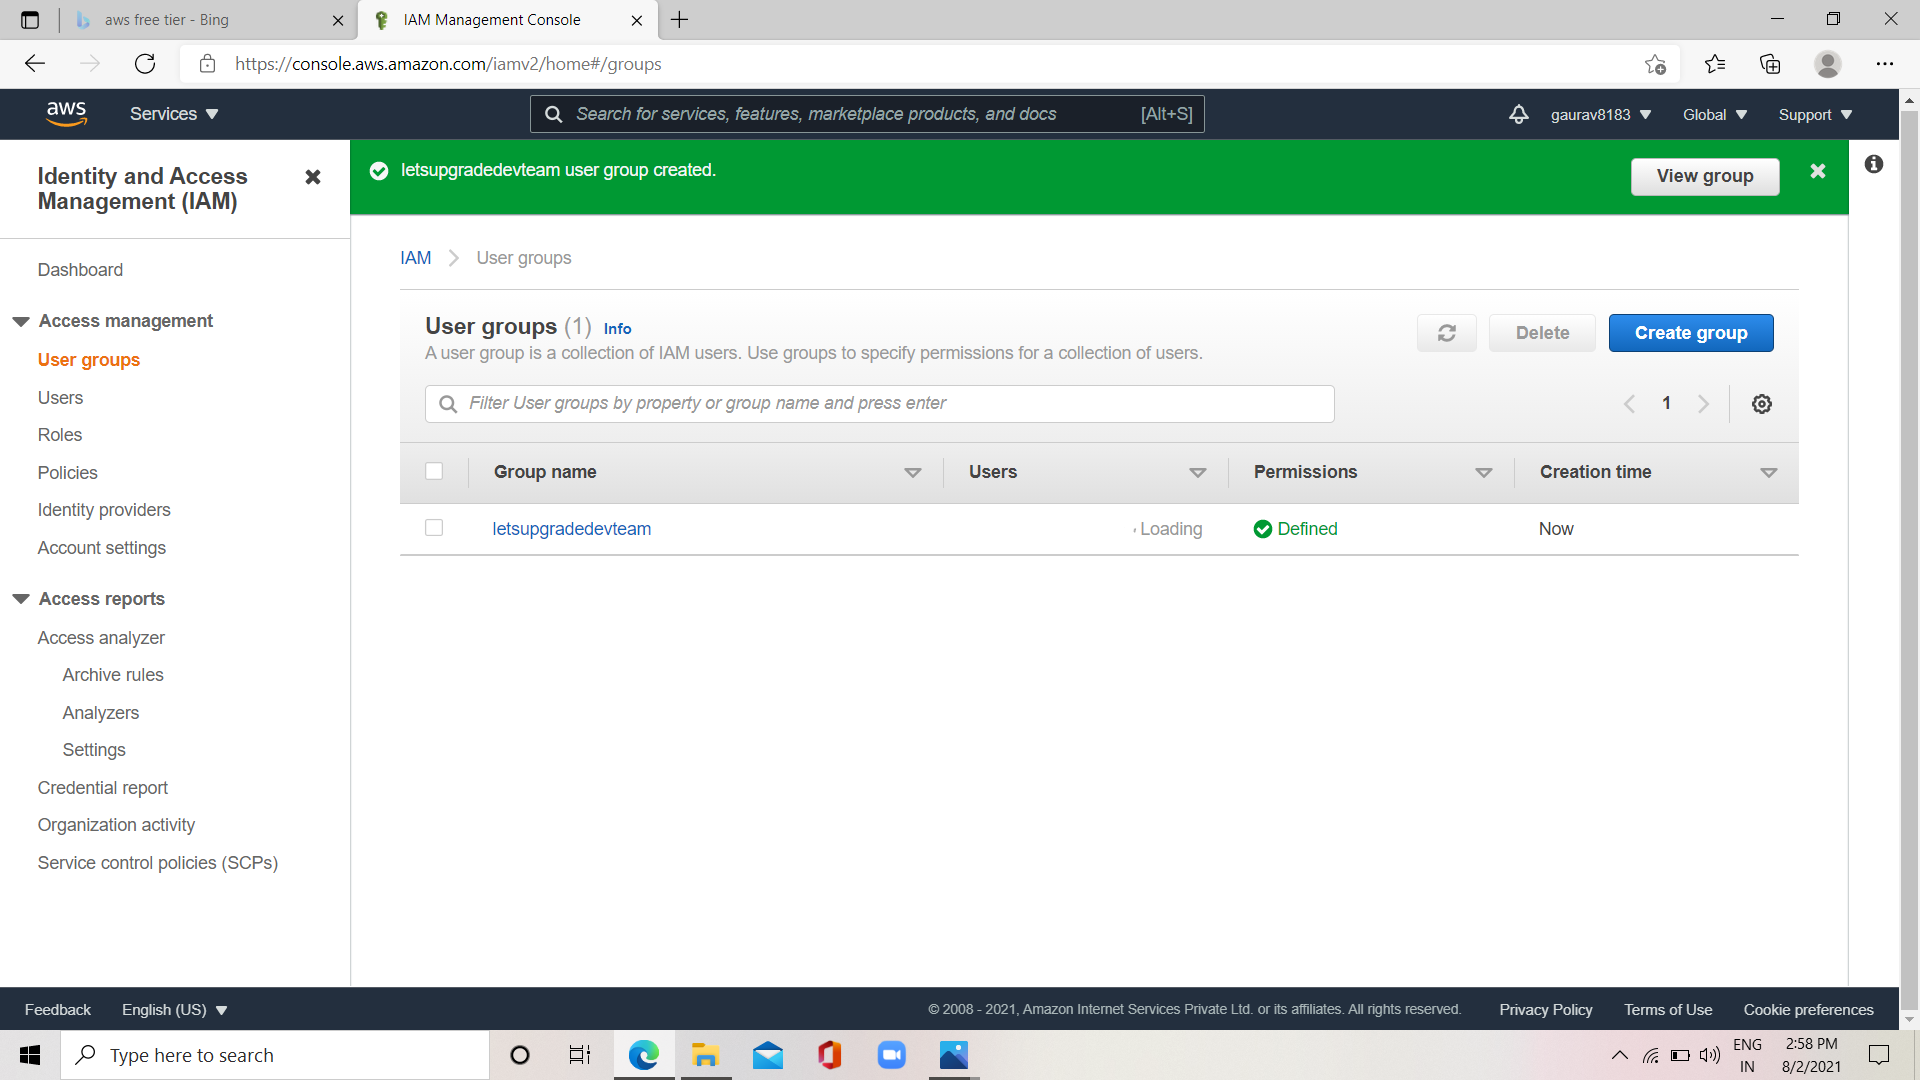 aws free tier - Bing
IAM Management Console
https://console.aws.amazon.com/iamv2/home#/groups
aws
Services
Search for services, features, marketplace products, and docs
[Alt+S]
gaurav8183
Global
Support
Identity and Access
Management (IAM)
letsupgradedevteam user group created.
View group
Dashboard
Access management
User groups
Users
Roles
Policies
Identity providers
Account settings
Access reports
Access analyzer
Archive rules
Analyzers
Settings
Credential report
Organization activity
Service control policies (SCPs)
IAM
User groups
User groups (1) Info
A user group is a collection of IAM users. Use groups to specify permissions for a collection of users.
Delete
Create group
Filter User groups by property or group name and press enter
1
Group name
Users
Permissions
Creation time
letsupgradedevteam
Loading
Defined
Now
Feedback
English (US)
© 2008 - 2021, Amazon Internet Services Private Ltd. or its affiliates. All rights reserved.
Privacy Policy
Terms of Use
Cookie preferences
Type here to search
ENG
IN
2:58 PM
8/2/2021